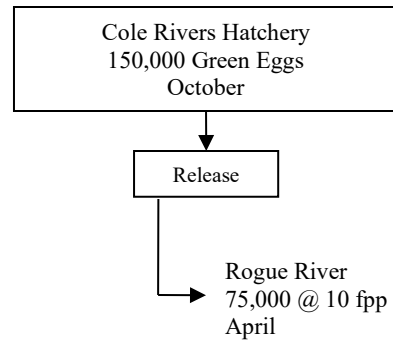 Cole Rivers Hatchery
150,000 Green Eggs
October
Release
Rogue River
75,000 @ 10 fpp
April